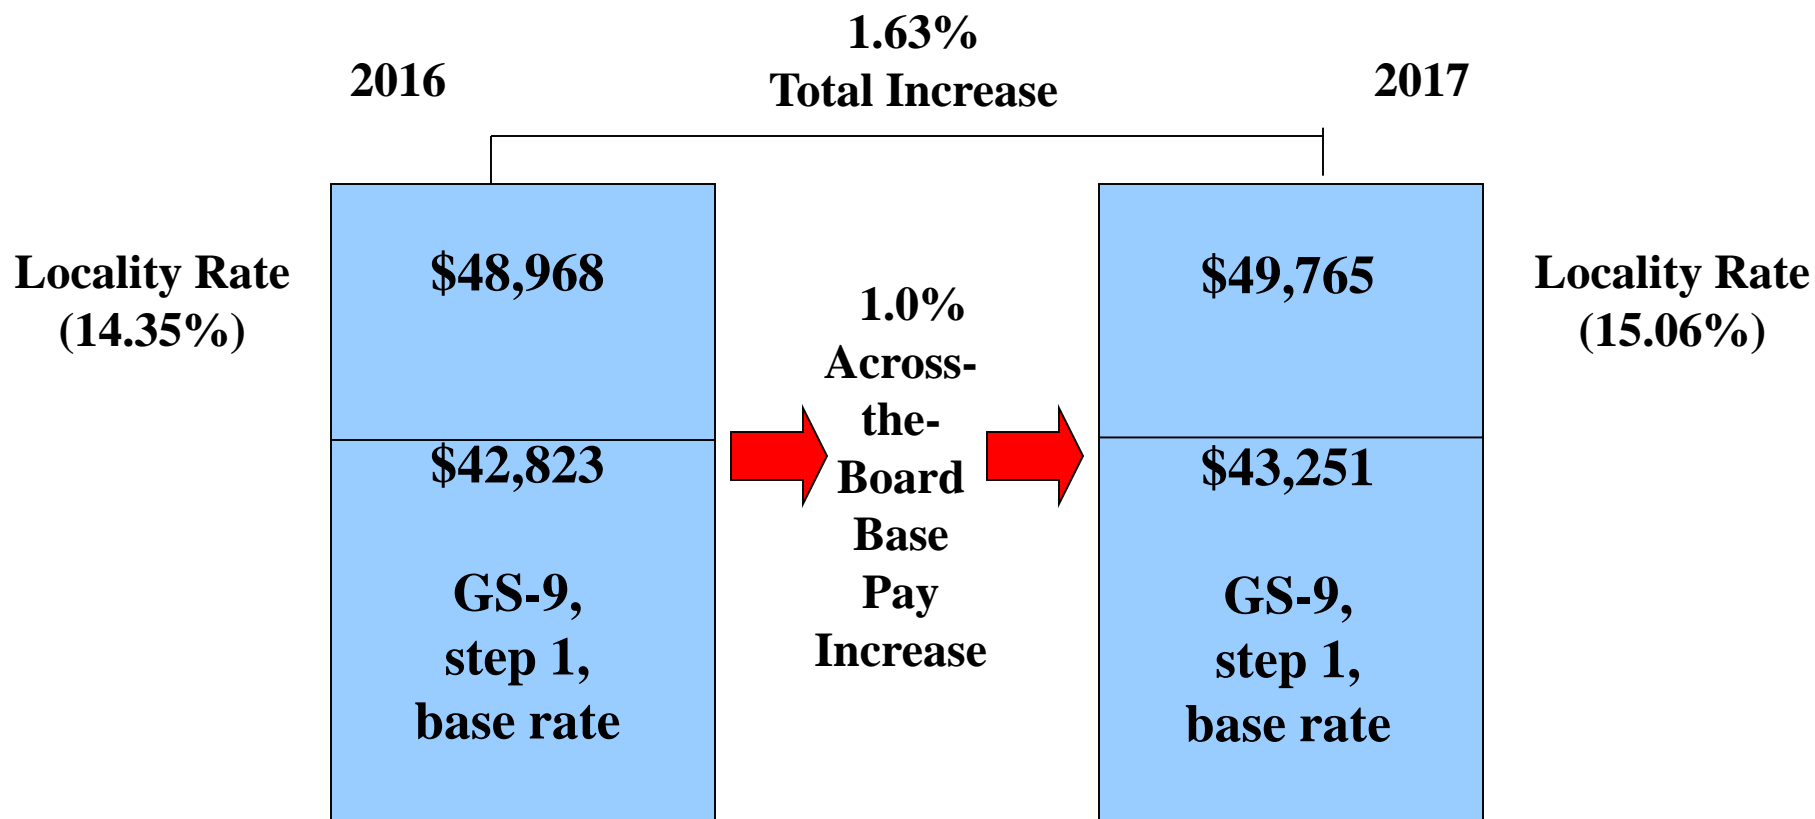 1.63%
Total Increase
2016
2017
Locality Rate
(14.35%)
$48,968
$42,823
GS-9,
step 1,
base rate
1.0%
Across-
the-
Board
Base
Pay
Increase
$49,765
$43,251
GS-9,
step 1,
base rate
Locality Rate
(15.06%)